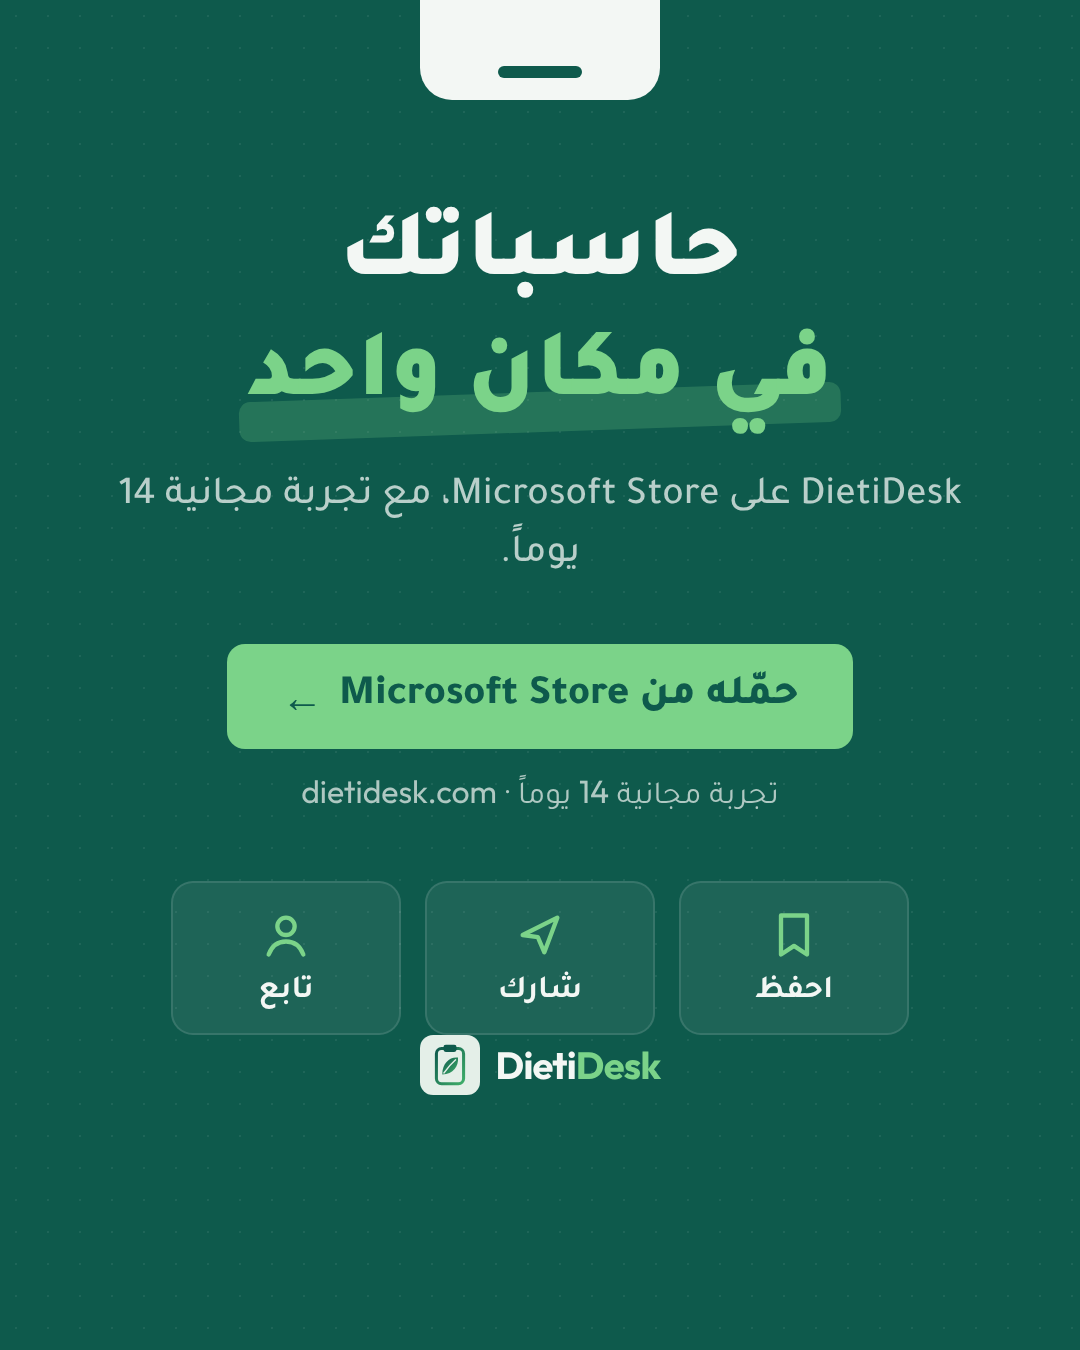 حاسباتك
في مكان واحد
DietiDesk على Microsoft Store، مع تجربة مجانية 14
يوماً.
حمّله من Microsoft Store ←
تجربة مجانية 14 يوماً · dietidesk.com
احفظ
شارك
تابع
DietiDesk